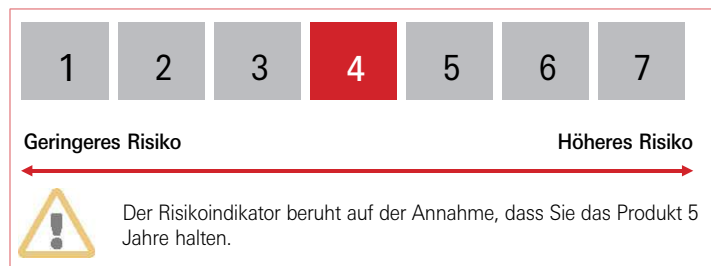 1 2 3 4 5 6 7
Geringeres Risiko Höheres Risiko
Der Risikoindikator beruht auf der Annahme, dass Sie das Produkt 5
Jahre halten.